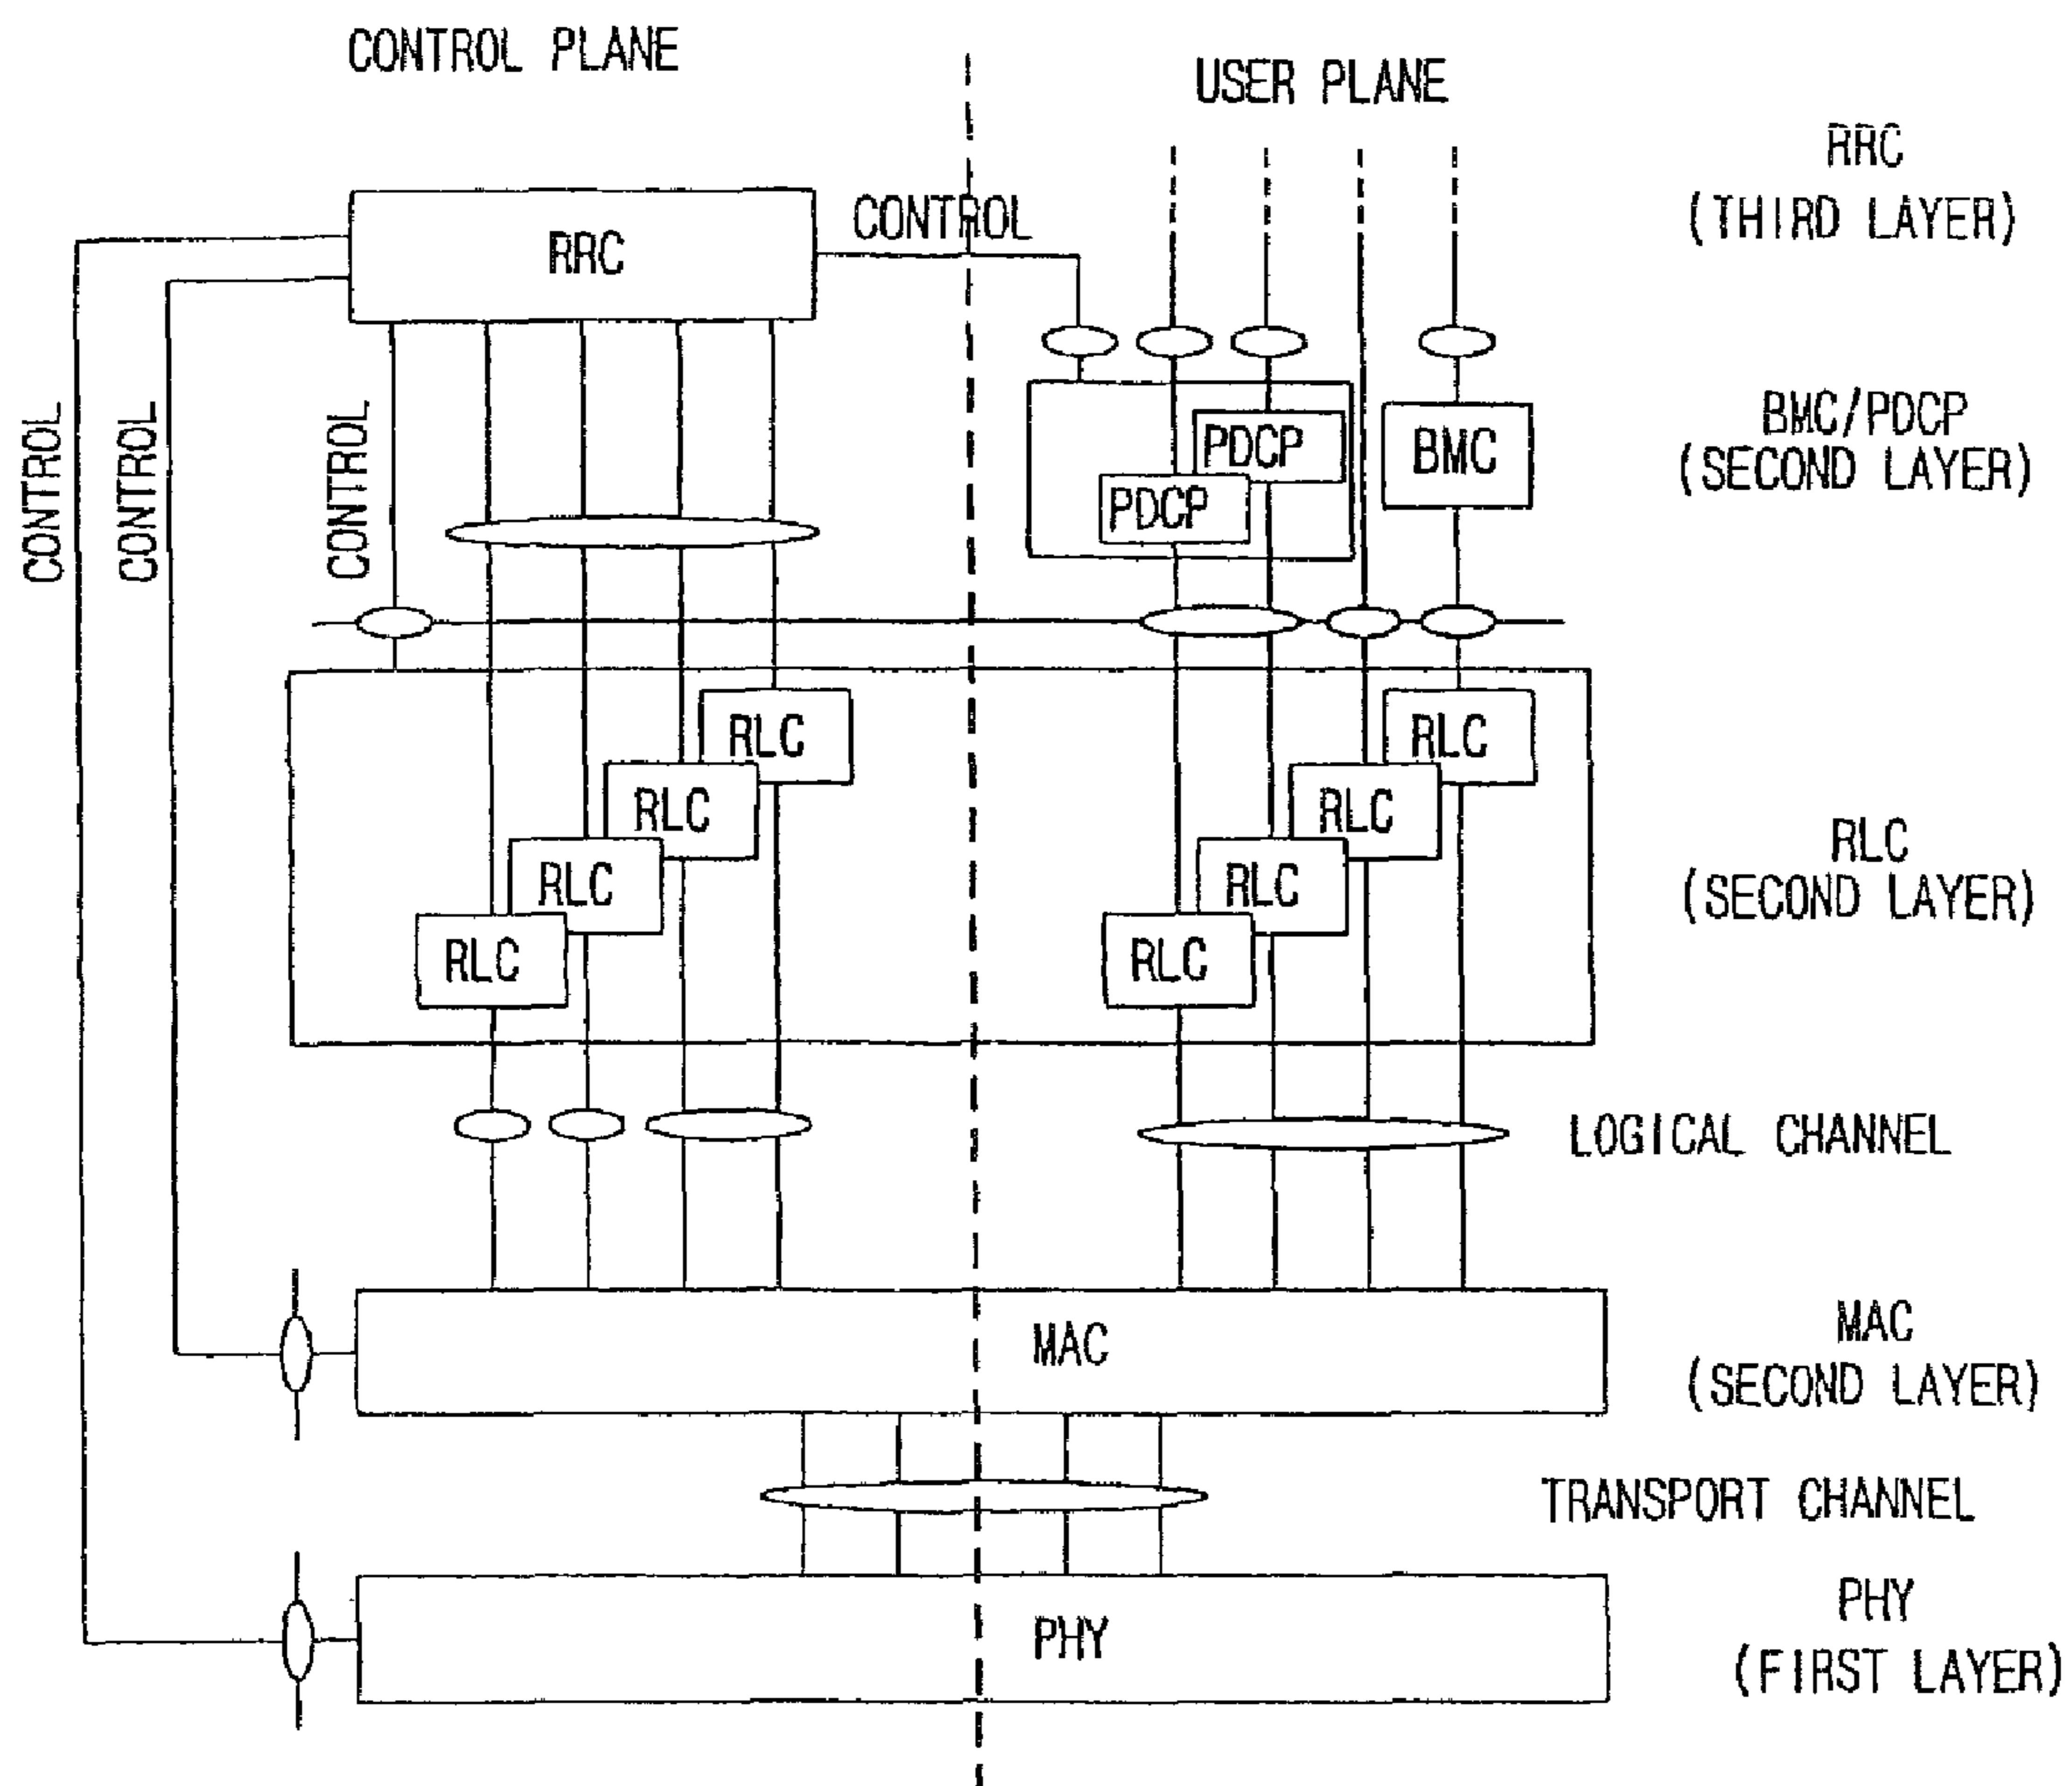 CONTROL PLANE
USER PLANE
RRC
(THIRD LAYER)
CONTROL
RRC
CONTROL
CONTROL
CONTROL
PDCP
PDCP
BMC
BMC/PDCP
(SECOND LAYER)
RLC
RLC
RLC
RLC
RLC
RLC
RLC
RLC
RLC
(SECOND LAYER)
LOGICAL CHANNEL
MAC
MAC
(SECOND LAYER)
TRANSPORT CHANNEL
PHY
PHY
(FIRST LAYER)